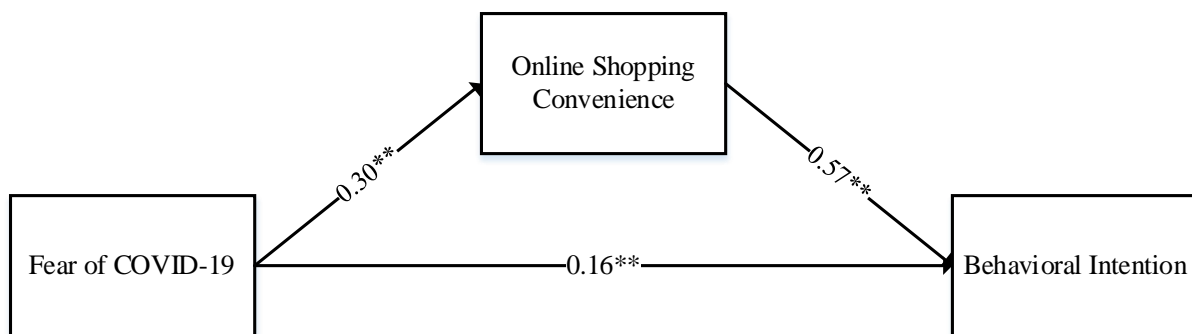 Online Shopping
Convenience
0.30**
0.57**
Fear of COVID-19
0.16**
Behavioral Intention